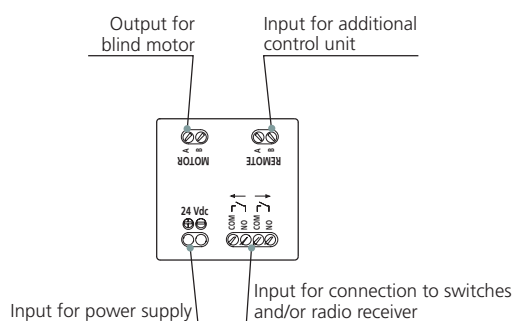 Output for
blind motor
Input for additional
control unit
A B
A B
MOTOR
REMOTE
24 Vdc
COM
NO
COM
NO
Input for power supply
Input for connection to switches
and/or radio receiver